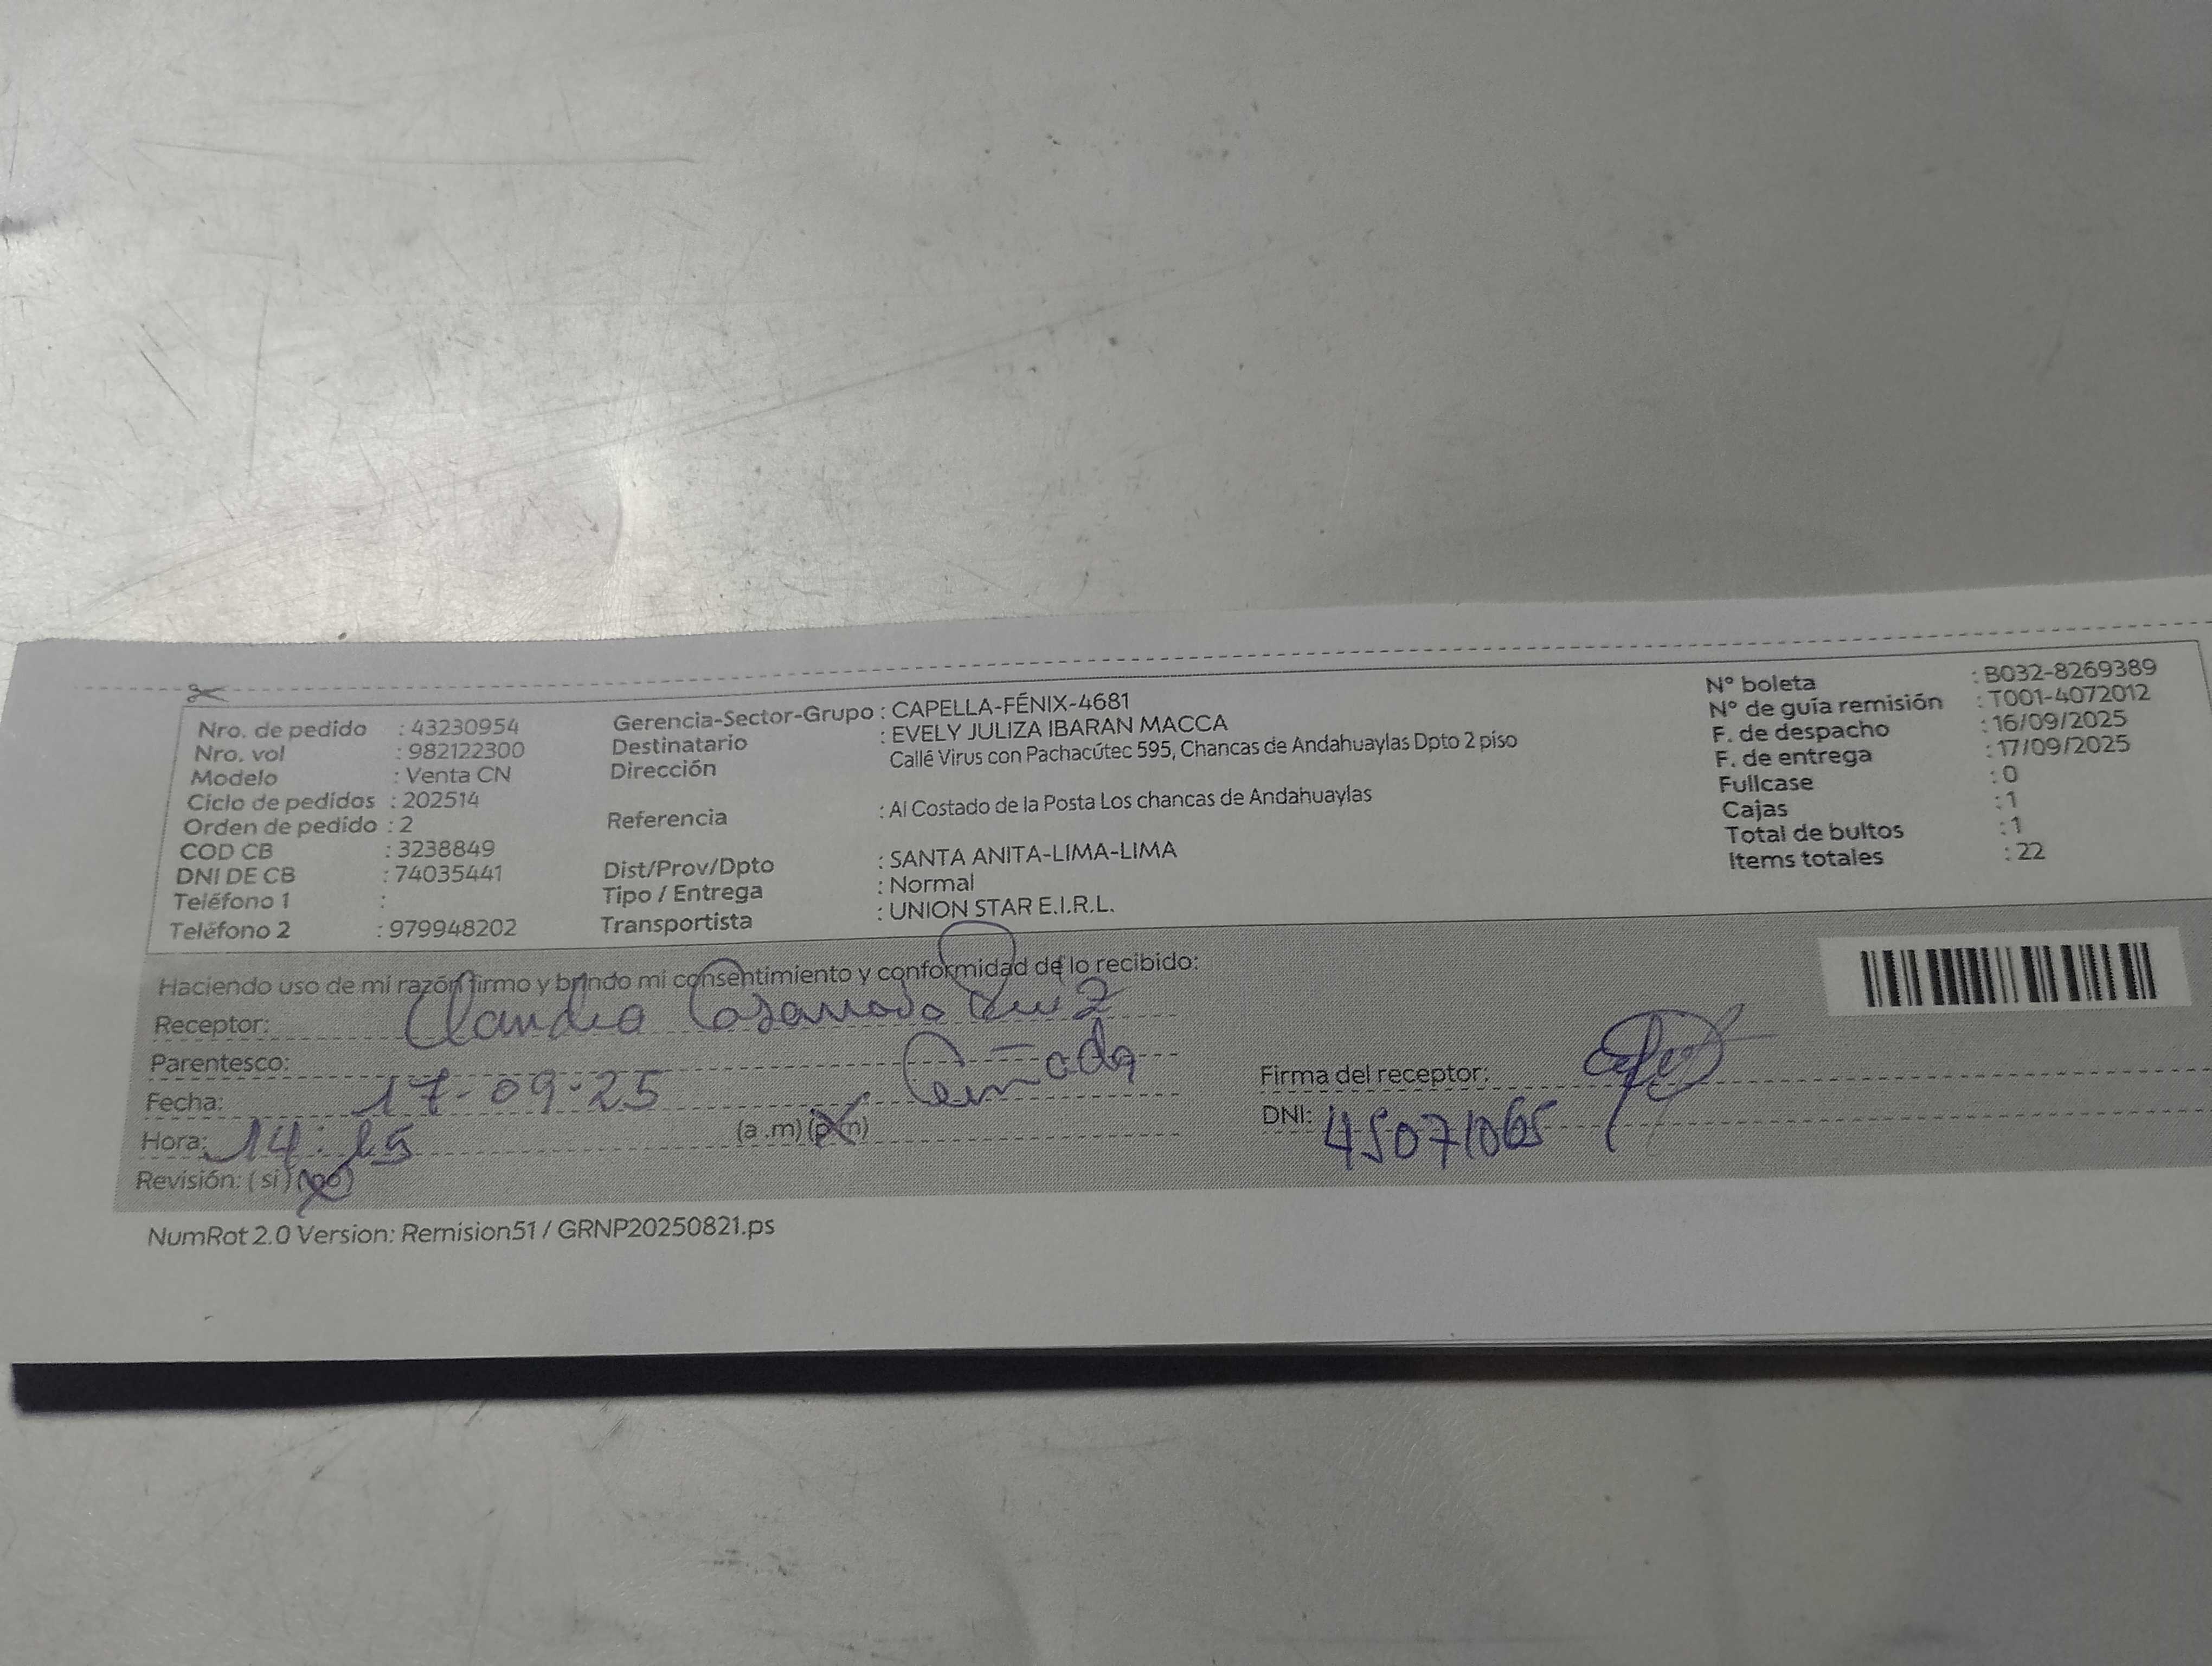 Nro. de pedido : 43230954
Nro. vol : 982122300
Modelo : Venta CN
Ciclo de pedidos : 202514
Orden de pedido : 2
COD CB : 3238849
DNI DE CB : 74035441
Teléfono 1 :
Teléfono 2 : 979948202
Gerencia-Sector-Grupo : CAPELLA-FÉNIX-4681
Destinatario : EVELY JULIZA IBARAN MACCA
Dirección Callé Virus con Pachacútec 595, Chancas de Andahuaylas Dpto 2 piso
Referencia : Al Costado de la Posta Los chancas de Andahuaylas
Dist/Prov/Dpto : SANTA ANITA-LIMA-LIMA
Tipo / Entrega : Normal
Transportista : UNION STAR E.I.R.L.
N° boleta : B032-8269389
N° de guía remisión : T001-4072012
F. de despacho : 16/09/2025
F. de entrega : 17/09/2025
Fullcase : 0
Cajas : 1
Total de bultos : 1
Items totales : 22
Haciendo uso de mi razón firmo y brindo mi consentimiento y conformidad de lo recibido:
Receptor: Claudia
Parentesco:
Fecha: 17-09-25
Hora: 14:15 (a .m) (p.m)
Revisión: ( si ) (no)
Firma del receptor:
DNI: 45071065
NumRot 2.0 Version: Remision51 / GRNP20250821.ps